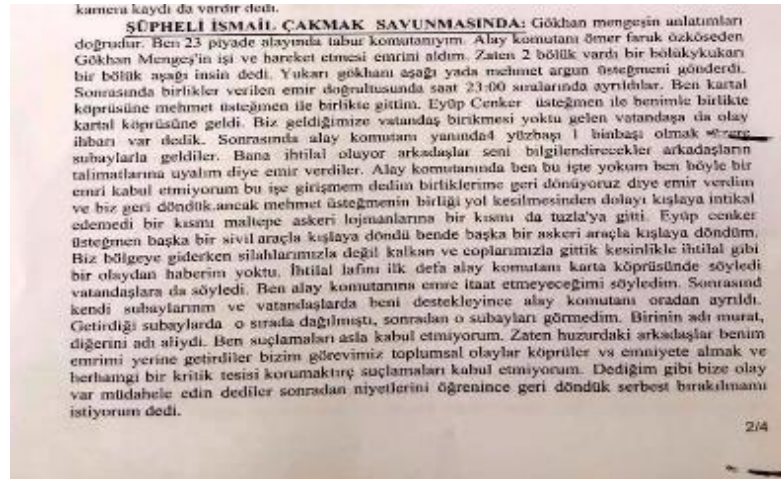 kamera kaydı da vardır dedi.
ŞÜPHELİ İSMAİL ÇAKMAK SAVUNMASINDA: Gökhan mengeşin anlatımları
doğrudur. Ben 23 piyade alayında tabur komutanıyım. Alay komutanı ömer faruk özköseden
Gökhan Mengeş'in işi ve hareket etmesi emrini aldım. Zaten 2 bölük vardı bir bölükyukarı
bir bölük aşağı insin dedi. Yukarı gökhanı aşağı yada mehmet argun üsteğmeni gönderdi.
Sonrasında birlikler verilen emir doğrultusunda saat 23:00 sıralarında ayrıldılar. Ben kartal
köprüsüne mehmet üsteğmen ile birlikte gittim. Eyüp Cenker üsteğmen ile benimle birlikte
kartal köprüsüne geldi. Biz geldiğimize vatandaş birikmesi yoktu gelen vatandaşa da olay
ihbarı var dedik. Sonrasında alay komutanı yanında4 yüzbaşı 1 binbaşı olmak üzere
subaylarla geldiler. Bana ihtilal oluyor arkadaşlar seni bilgilendirecekler arkadaşların
talimatlarına uyalım diye emir verdiler. Alay komutanında ben bu işte yokum ben böyle bir
emri kabul etmiyorum bu işe girişmem dedim birliklerime geri dönüyoruz diye emir verdim
ve biz geri döndük.ancak mehmet üsteğmenin birliği yol kesilmesinden dolayı kışlaya intikal
edemedi bir kısmı maltepe askeri lojmanlarına bir kısmı da tuzla'ya gitti. Eyüp cenker
üsteğmen başka bir sivil araçla kışlaya döndü bende başka bir askeri araçla kışlaya döndüm.
Biz bölgeye giderken silahlarımızla değil kalkan ve coplarımızla gittik kesinlikle ihtilal gibi
bir olaydan haberim yoktu. İhtilal lafını ilk defa alay komutanı karta köprüsünde söyledi
vatandaşlara da söyledi. Ben alay komutanına emre itaat etmeyeceğimi söyledim. Sonrasınd
kendi subaylarının ve vatandaşlarda beni destekleyince alay komutanı oradan ayrıldı.
Getirdiği subaylarda o sırada dağılmıştı, sonradan o subayları görmedim. Birinin adı murat,
diğerini adı aliydi. Ben suçlamaları asla kabul etmiyorum. Zaten huzurdaki arkadaşlar benim
emrimi yerine getirdiler bizim görevimiz toplumsal olaylar köprüler vs emniyete almak ve
herhamgi bir kritik tesisi korumaktırç suçlamaları kabul etmiyorum. Dediğim gibi bize olay
var müdahele edin dediler sonradan niyetlerini öğrenince geri döndük serbest bırakılmamı
istiyorum dedi.
2/4